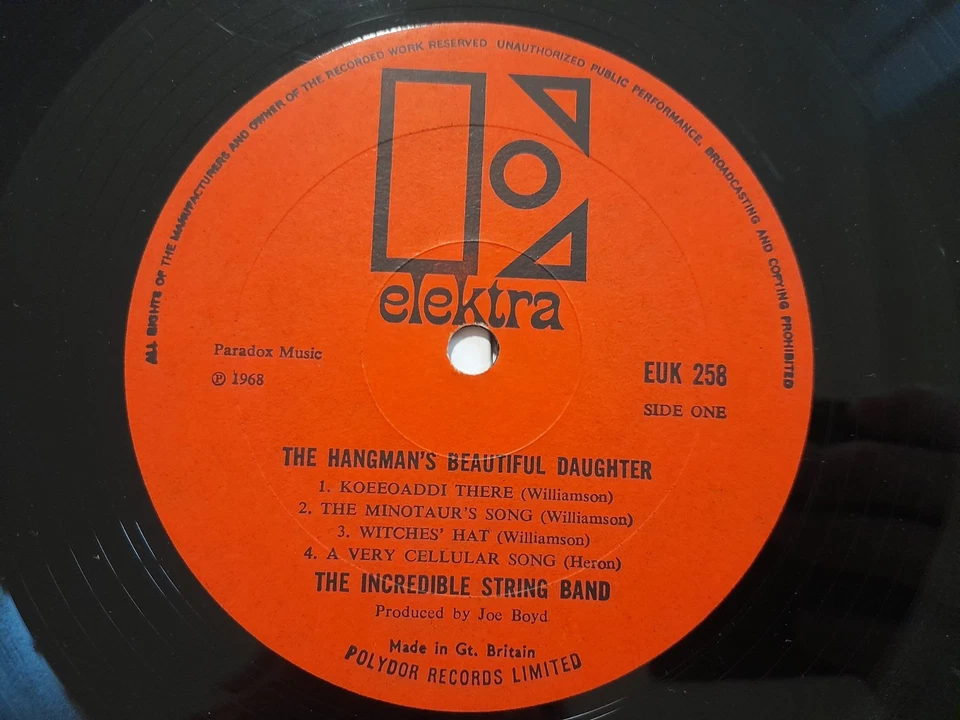 ALL RIGHTS OF THE MANUFACTURERS AND OWNER OF THE RECORDED WORK RESERVED UNAUTHORIZED PUBLIC PERFORMANCE, BROADCASTING AND COPYING PROHIBITED
elektra
Paradox Music
℗ 1968
EUK 258
SIDE ONE
THE HANGMAN'S BEAUTIFUL DAUGHTER
1. KOEEOADDI THERE (Williamson)
2. THE MINOTAUR'S SONG (Williamson)
3. WITCHES' HAT (Williamson)
4. A VERY CELLULAR SONG (Heron)
THE INCREDIBLE STRING BAND
Produced by Joe Boyd
Made in Gt. Britain
POLYDOR RECORDS LIMITED